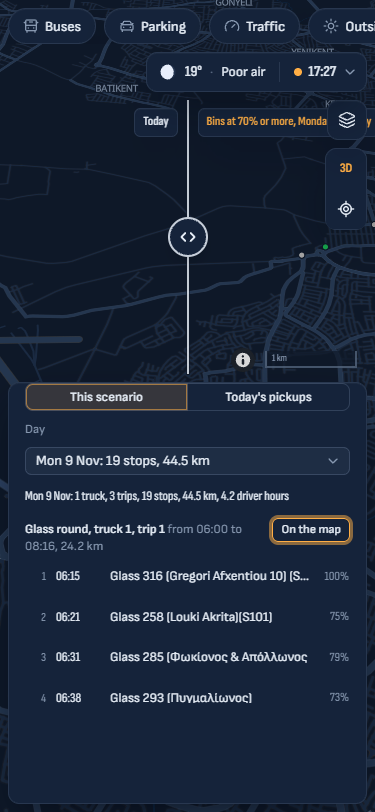 GÖNYELİ
Buses
Parking
Traffic
YENİKENT
19° · Poor air
17:27
BATIKENT
Today
Bins at 70% or more, Monda
3D
1 km
This scenario
Today's pickups
Day
Mon 9 Nov: 19 stops, 44.5 km
Mon 9 Nov: 1 truck, 3 trips, 19 stops, 44.5 km, 4.2 driver hours
Glass round, truck 1, trip 1 from 06:00 to
08:16, 24.2 km
On the map
1 06:15 Glass 316 (Gregori Afxentiou 10) (S... 100%
2 06:21 Glass 258 (Louki Akrita)(S101) 75%
3 06:31 Glass 285 (Φωκίονος & Απόλλωνος 79%
4 06:38 Glass 293 (Πυγμαλίωνος) 73%